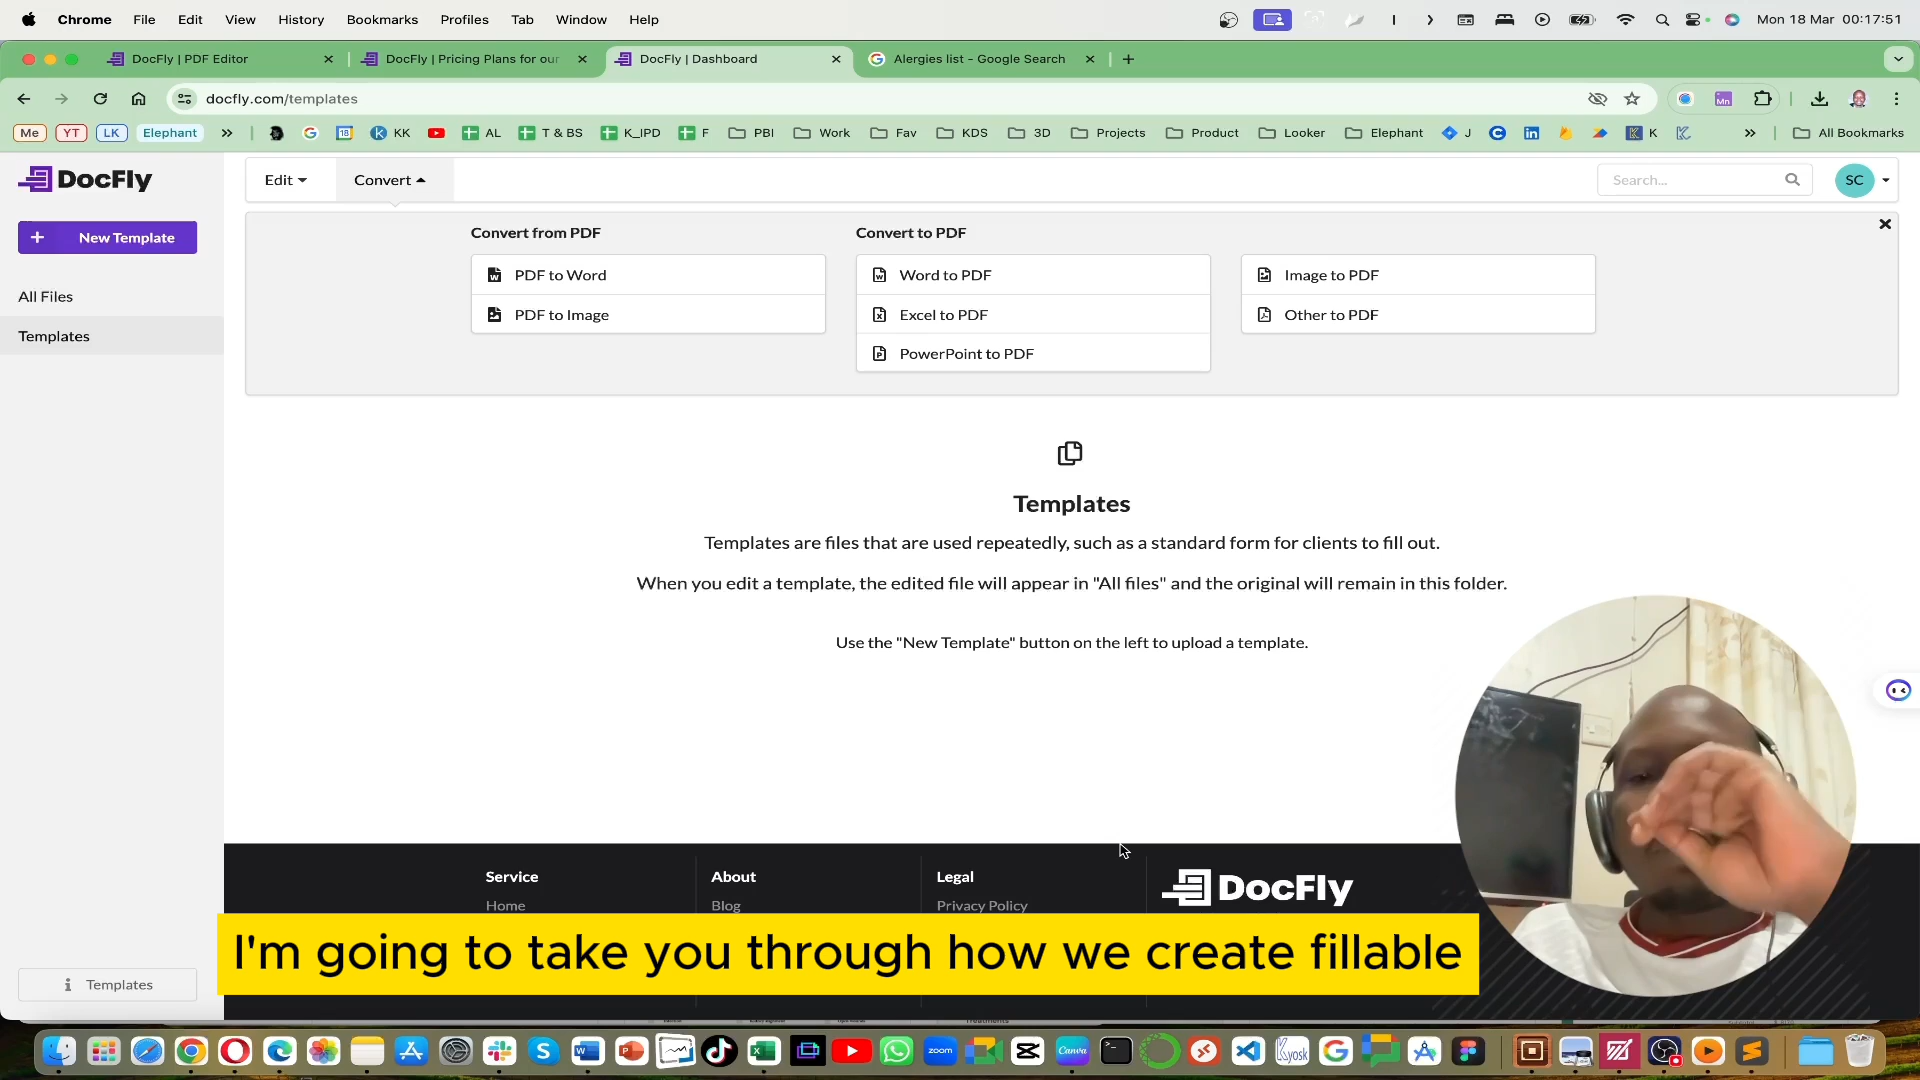 Chrome File Edit View History Bookmarks Profiles Tab Window Help Mon 18 Mar 00:17:51
DocFly | PDF Editor DocFly | Pricing Plans for our DocFly | Dashboard Alergies list - Google Search
docfly.com/templates
Me YT LK Elephant KK AL T & BS K_IPD F PBI Work Fav KDS 3D Projects Product Looker Elephant J K All Bookmarks
DocFly
Edit Convert Search... SC
New Template
All Files
Templates
Convert from PDF
PDF to Word
PDF to Image
Convert to PDF
Word to PDF
Excel to PDF
PowerPoint to PDF
Image to PDF
Other to PDF
Templates
Templates are files that are used repeatedly, such as a standard form for clients to fill out.
When you edit a template, the edited file will appear in "All files" and the original will remain in this folder.
Use the "New Template" button on the left to upload a template.
Service About Legal DocFly
Home Blog Privacy Policy
I'm going to take you through how we create fillable
Templates
zoom
Canva
Kyosk